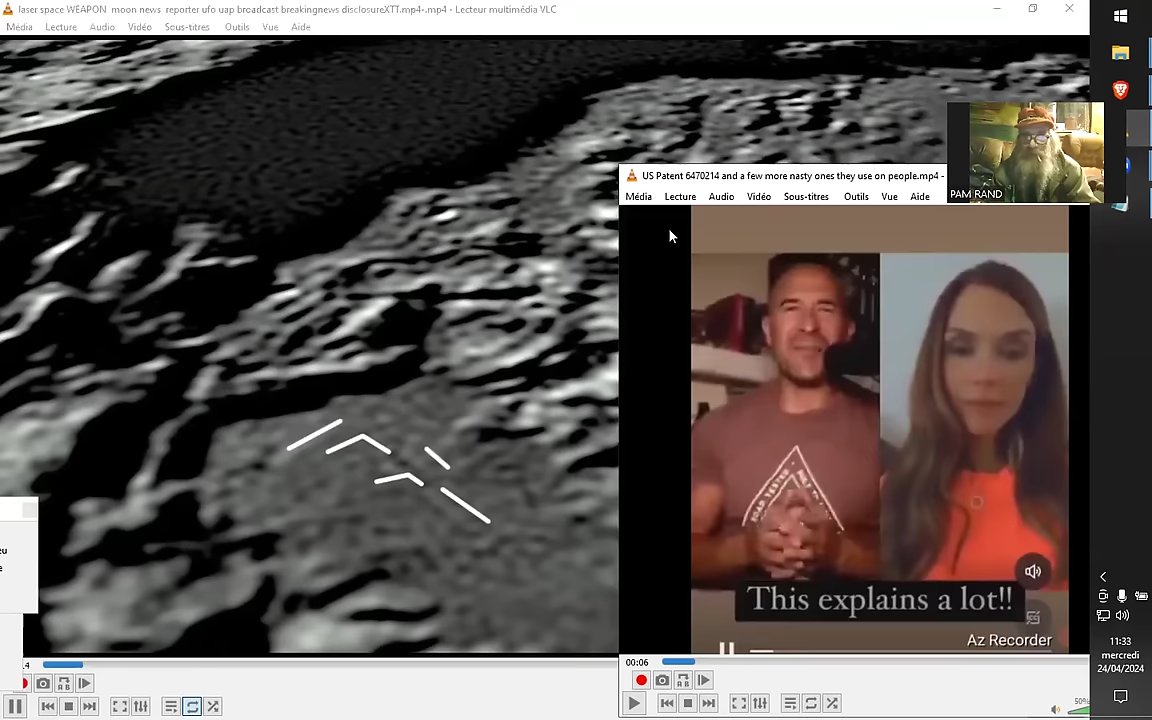 laser space WEAPON moon news reporter ufo uap broadcast breakingnews disclosureXTT.mp4-.mp4 - Lecteur multimédia VLC
Média Lecture Audio Vidéo Sous-titres Outils Vue Aide
US Patent 6470214 and a few more nasty ones they use on people.mp4 -
PAM RAND
Média Lecture Audio Vidéo Sous-titres Outils Vue Aide
This explains a lot!!
Az Recorder
00:06
11:33
mercredi
24/04/2024
50%